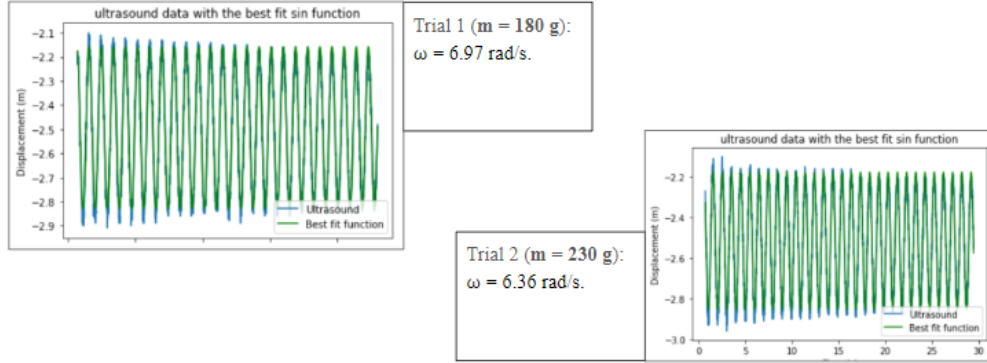 ultrasound data with the best fit sin function
-2.1
-2.2
-2.3
-2.4
-2.5
-2.6
-2.7
-2.8
-2.9
Displacement (m)
Ultrasound
Best fit function
Trial 1 (m = 180 g):
ω = 6.97 rad/s.
Trial 2 (m = 230 g):
ω = 6.36 rad/s.
ultrasound data with the best fit sin function
-2.2
-2.4
-2.6
-2.8
-3.0
Displacement (m)
Ultrasound
Best fit function
0 5 10 15 20 25 30